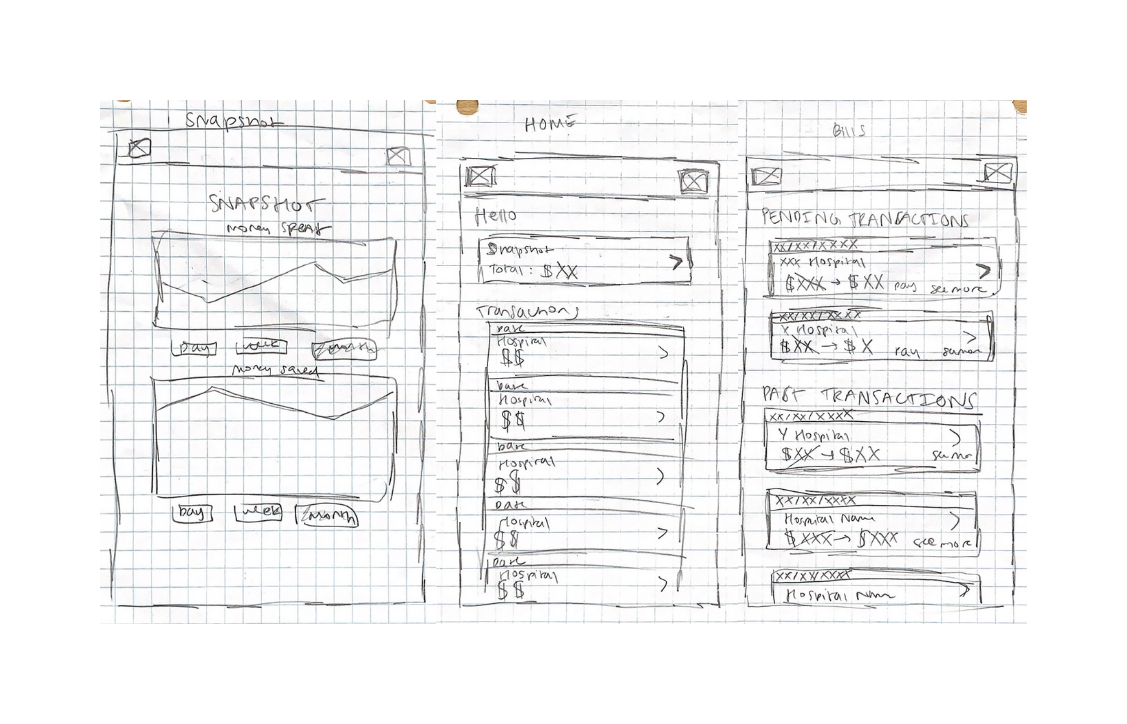 Snapshot
SNAPSHOT
money spent
day week month
money saved
day week month
HOME
Hello
Snapshot
Total: $XX
Transactions
Date
Hospital
$$
Date
Hospital
$$
Date
Hospital
$$
Date
Hospital
$$
Date
Hospital
$$
BILLS
PENDING TRANSACTIONS
XX/XX/XXXX
XXX Hospital
$XXX → $XX pay see more
XX/XX/XXXX
Y Hospital
$XX → $X pay see more
PAST TRANSACTIONS
XX/XX/XXXX
Y Hospital
$XX → $XX see more
XX/XX/XXXX
Hospital Name
$XXX → $XXX see more
XX/XX/XXXX
Hospital Name